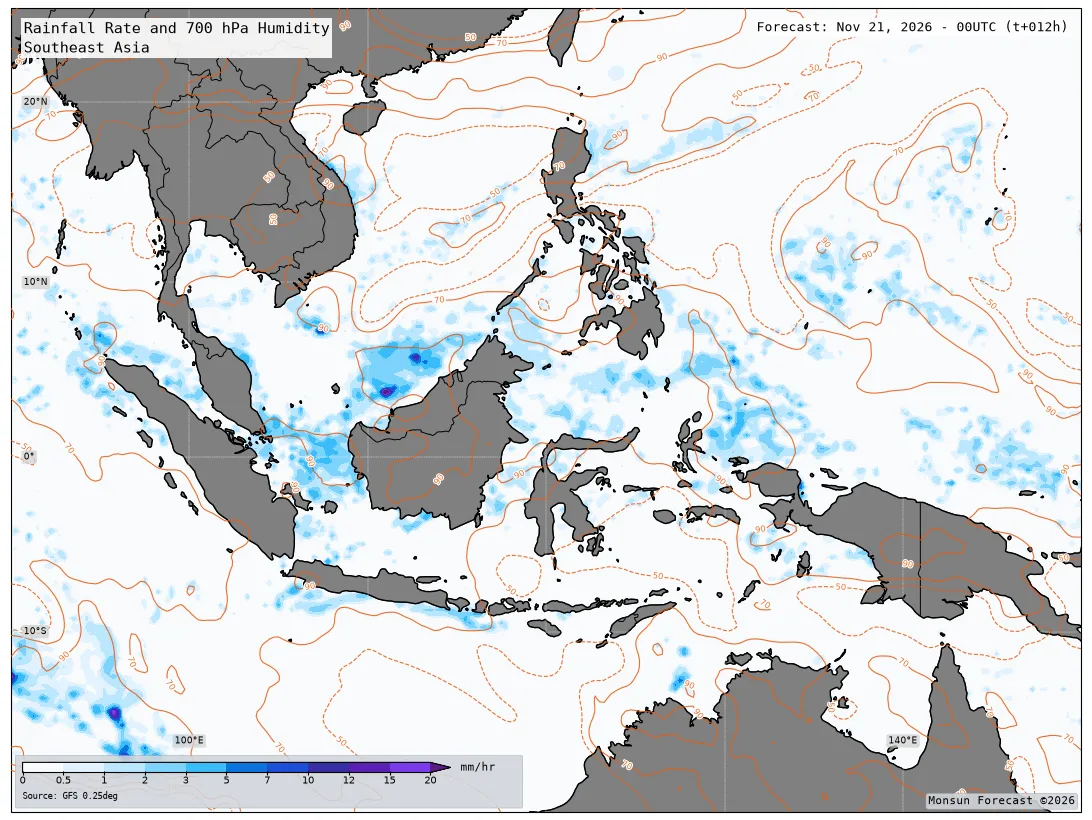 Rainfall Rate and 700 hPa Humidity
Southeast Asia
Forecast: Nov 21, 2026 - 00UTC (t+012h)
20°N
10°N
0°
10°S
100°E
140°E
0 0.5 1 2 3 5 7 10 12 15 20 mm/hr
Source: GFS 0.25deg
Monsun Forecast ©2026